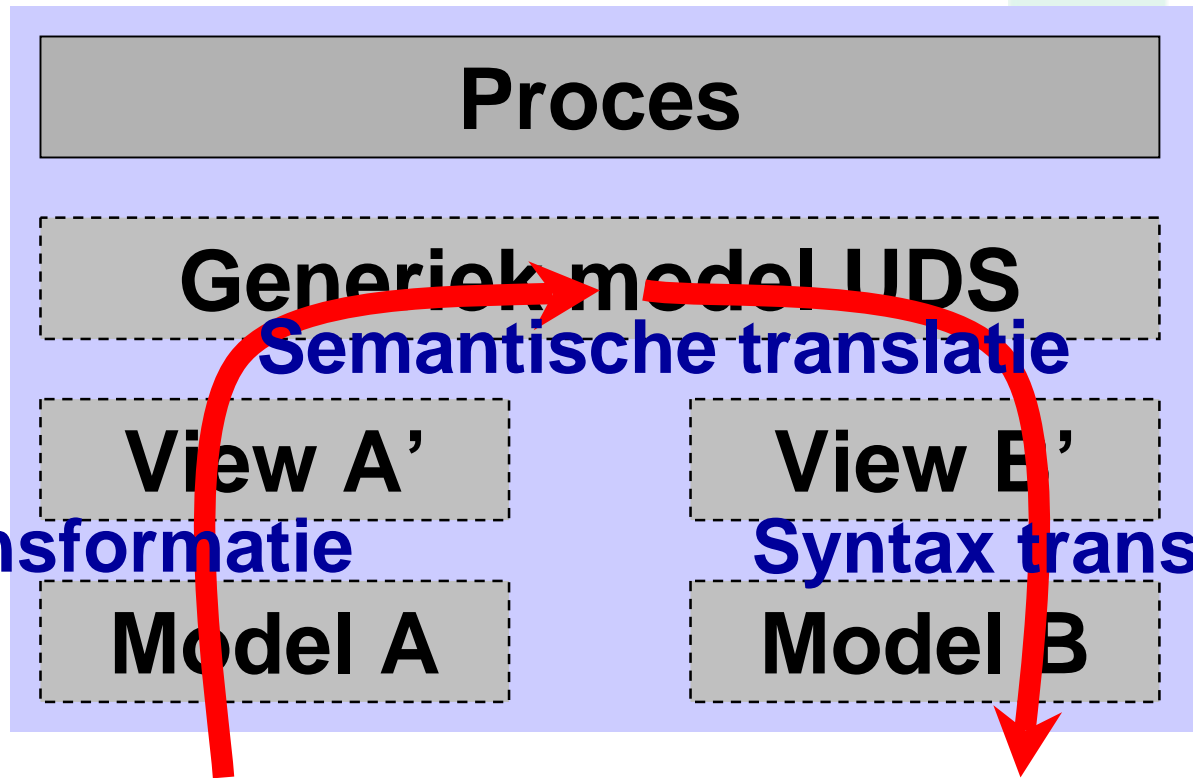 Proces
Generiek model UDS
Semantische translatie
View A’ View B’
nsformatie Syntax trans
Model A Model B